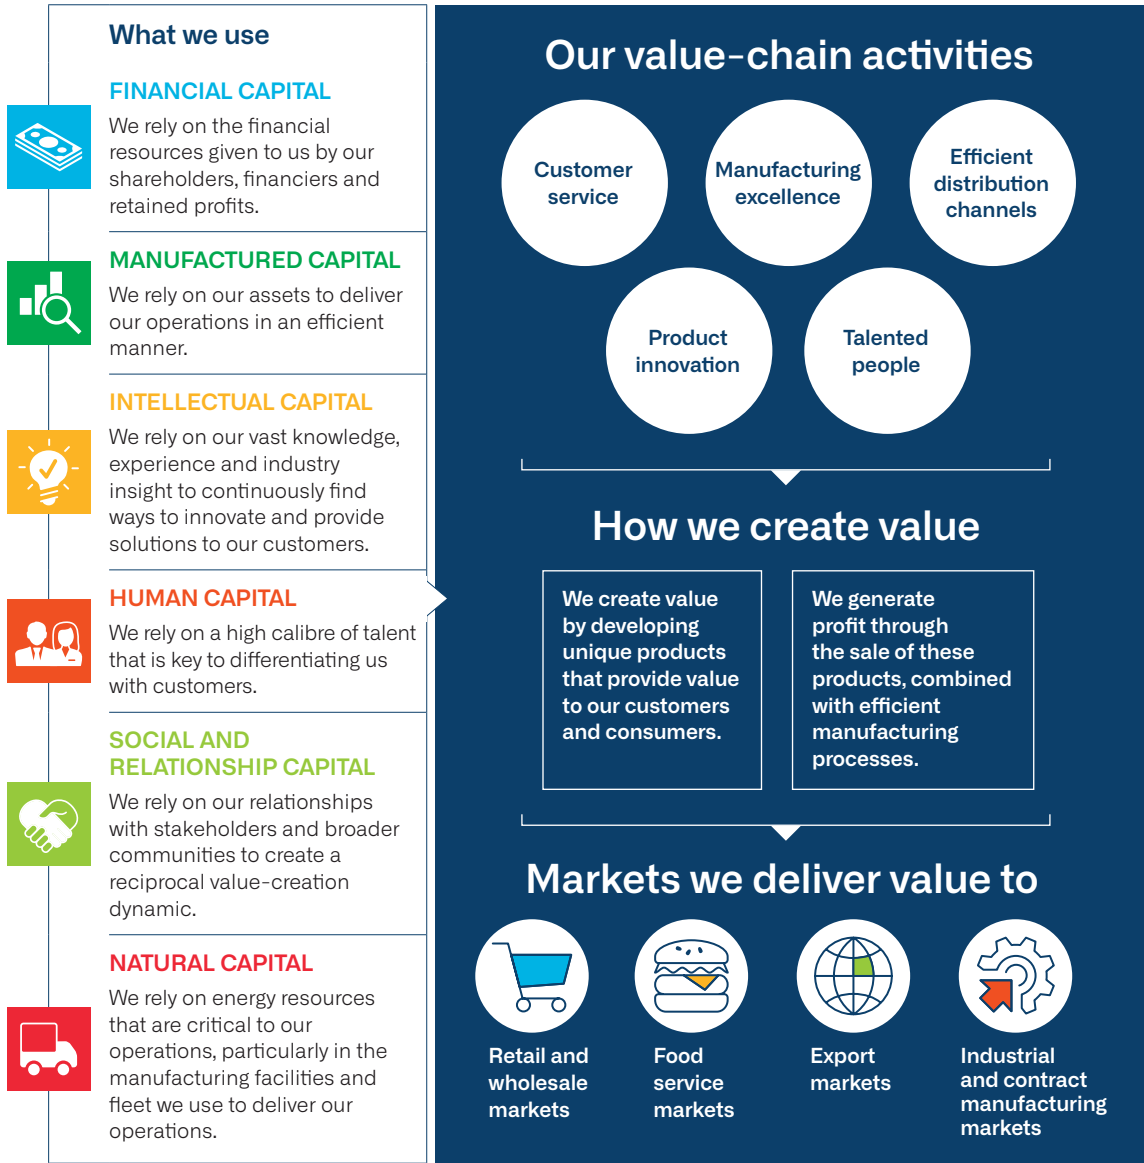 What we use
FINANCIAL CAPITAL
We rely on the financial
resources given to us by our
shareholders, financiers and
retained profits.
MANUFACTURED CAPITAL
We rely on our assets to deliver
our operations in an efficient
manner.
INTELLECTUAL CAPITAL
We rely on our vast knowledge,
experience and industry
insight to continuously find
ways to innovate and provide
solutions to our customers.
HUMAN CAPITAL
We rely on a high calibre of talent
that is key to differentiating us
with customers.
SOCIAL AND
RELATIONSHIP CAPITAL
We rely on our relationships
with stakeholders and broader
communities to create a
reciprocal value-creation
dynamic.
NATURAL CAPITAL
We rely on energy resources
that are critical to our
operations, particularly in the
manufacturing facilities and
fleet we use to deliver our
operations.
Our value-chain activities
Customer
service
Manufacturing
excellence
Efficient
distribution
channels
Product
innovation
Talented
people
How we create value
We create value
by developing
unique products
that provide value
to our customers
and consumers.
We generate
profit through
the sale of these
products, combined
with efficient
manufacturing
processes.
Markets we deliver value to
Retail and
wholesale
markets
Food
service
markets
Export
markets
Industrial
and contract
manufacturing
markets